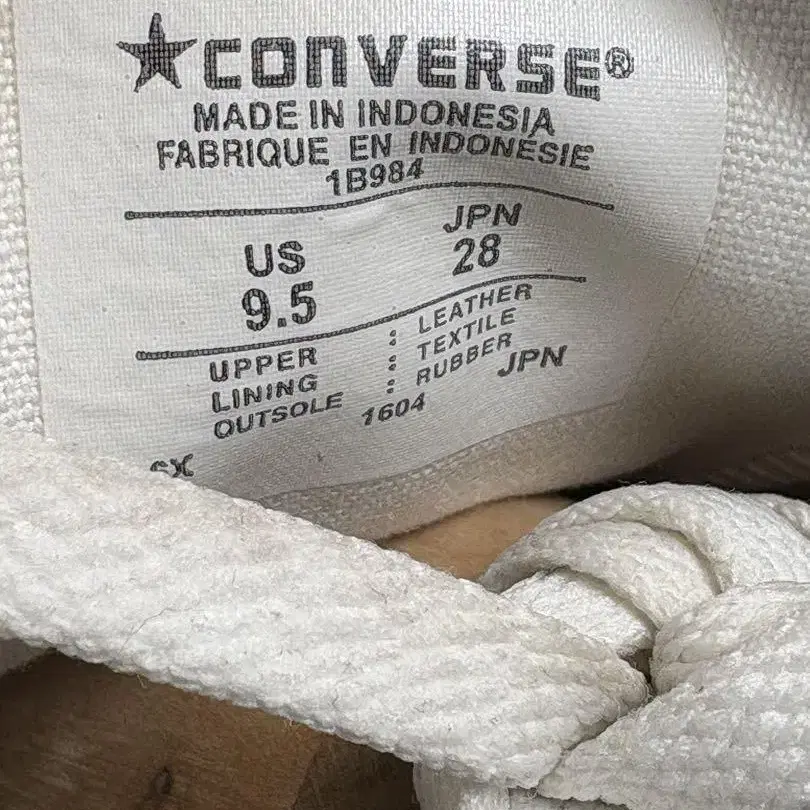 ★CONVERSE®
MADE IN INDONESIA
FABRIQUE EN INDONESIE
1B984
US JPN
9.5 28
UPPER : LEATHER
LINING : TEXTILE
OUTSOLE : RUBBER
1604 JPN